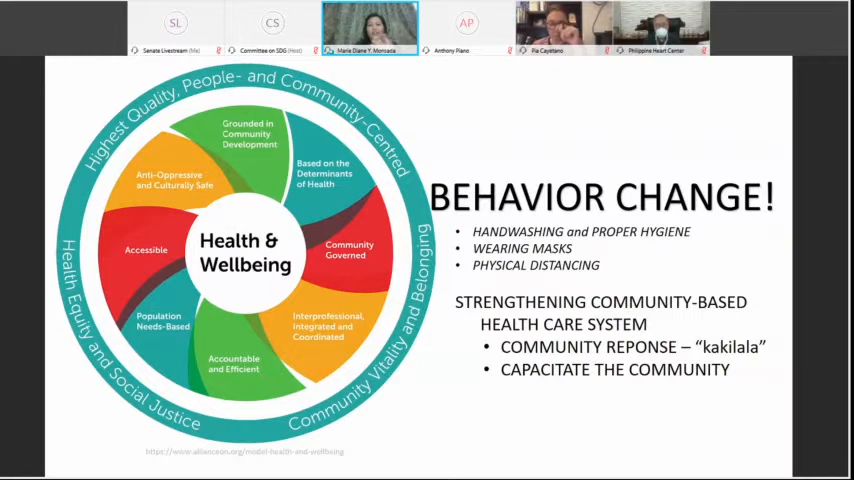 SL
CS
AP
Senate Livestream (Me)
Committee on SDG (Host)
Marie Diane Y. Monsada
Anthony Piano
Pia Cayetano
Philippine Heart Center
Highest Quality, People- and Community-Centred
Grounded in
Community
Development
Based on the
Determinants
of Health
Anti-Oppressive
and Culturally Safe
Accessible
Health &
Wellbeing
Community
Governed
Population
Needs-Based
Interprofessional,
Integrated and
Coordinated
Accountable
and Efficient
Health Equity and Social Justice
Community Vitality and Belonging
https://www.allianceon.org/model-health-and-wellbeing
BEHAVIOR CHANGE!
• HANDWASHING and PROPER HYGIENE
• WEARING MASKS
• PHYSICAL DISTANCING
STRENGTHENING COMMUNITY-BASED
HEALTH CARE SYSTEM
• COMMUNITY REPONSE – “kakilala”
• CAPACITATE THE COMMUNITY